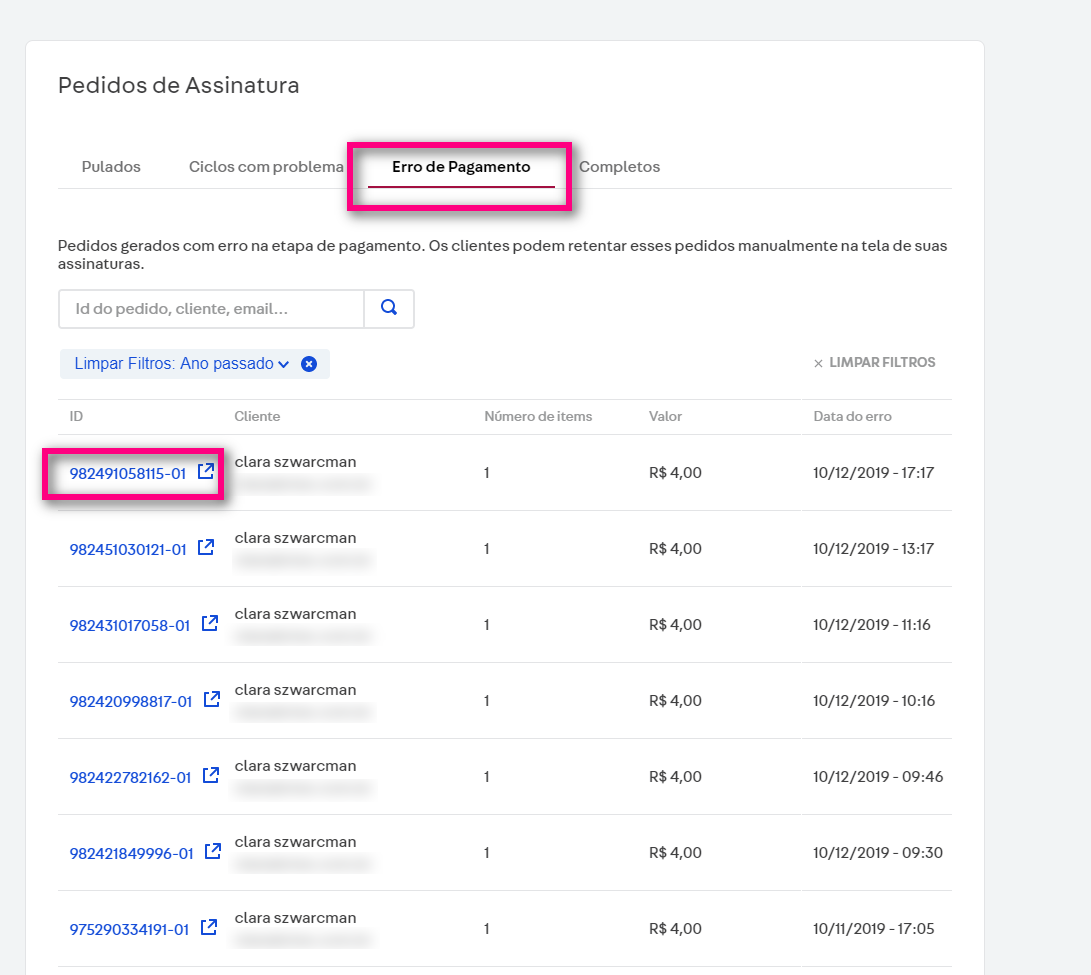 Pedidos de Assinatura
Pulados Ciclos com problema Erro de Pagamento Completos
Pedidos gerados com erro na etapa de pagamento. Os clientes podem retentar esses pedidos manualmente na tela de suas
assinaturas.
Id do pedido, cliente, email...
Limpar Filtros: Ano passado LIMPAR FILTROS
ID Cliente Número de items Valor Data do erro
982491058115-01 clara szwarcman 1 R$ 4,00 10/12/2019 - 17:17
982451030121-01 clara szwarcman 1 R$ 4,00 10/12/2019 - 13:17
982431017058-01 clara szwarcman 1 R$ 4,00 10/12/2019 - 11:16
982420998817-01 clara szwarcman 1 R$ 4,00 10/12/2019 - 10:16
982422782162-01 clara szwarcman 1 R$ 4,00 10/12/2019 - 09:46
982421849996-01 clara szwarcman 1 R$ 4,00 10/12/2019 - 09:30
975290334191-01 clara szwarcman 1 R$ 4,00 10/11/2019 - 17:05